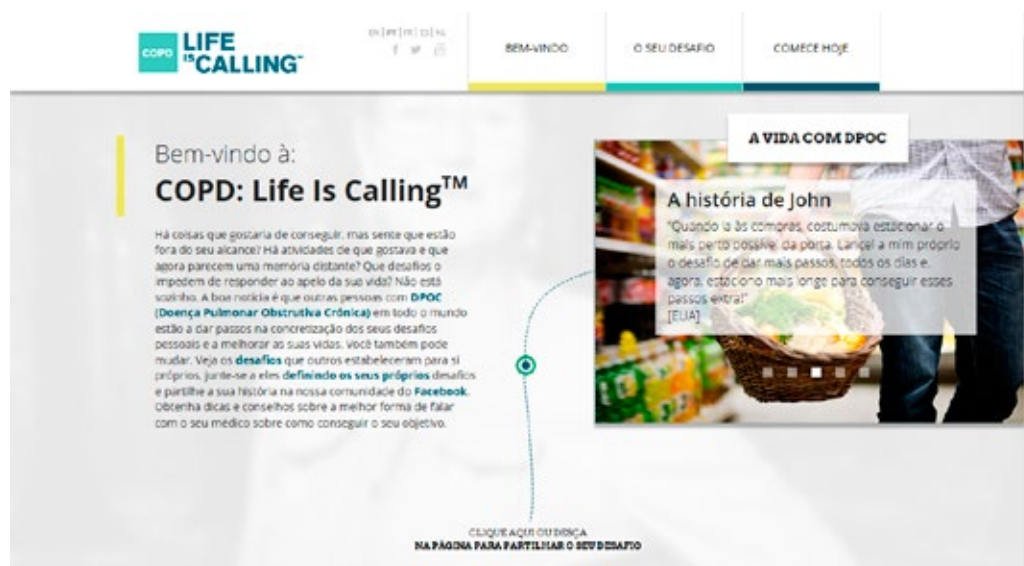 COPD LIFE
IS CALLING™
EN | PT | FR | ES | NL
BEM-VINDO
O SEU DESAFIO
COMECE HOJE
Bem-vindo à:
COPD: Life Is Calling™
Há coisas que gostaria de conseguir, mas sente que estão
fora do seu alcance? Há atividades de que gostava e que
agora parecem uma memória distante? Que desafios o
impedem de responder ao apelo da sua vida? Não está
sozinho. A boa notícia é que outras pessoas com DPOC
(Doença Pulmonar Obstrutiva Crónica) em todo o mundo
estão a dar passos na concretização dos seus desafios
pessoais e a melhorar as suas vidas. Você também pode
mudar. Veja os desafios que outros estabeleceram para si
próprios, junte-se a eles definindo os seus próprios desafios
e partilhe a sua história na nossa comunidade do Facebook.
Obtenha dicas e conselhos sobre a melhor forma de falar
com o seu médico sobre como conseguir o seu objetivo.
A VIDA COM DPOC
A história de John
"Quando ia às compras, costumava estacionar o
mais perto possível da porta. Lancei a mim próprio
o desafio de dar mais passos, todos os dias e,
agora, estaciono mais longe para conseguir esses
passos extra!"
[EUA]
CLIQUE AQUI OU DESÇA
NA PÁGINA PARA PARTILHAR O SEU DESAFIO